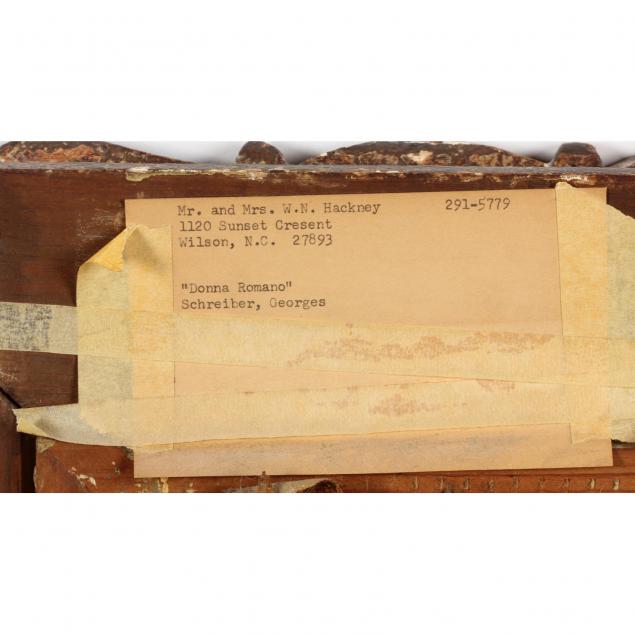 Mr. and Mrs. W.N. Hackney 291-5779
1120 Sunset Cresent
Wilson, N.C. 27893
"Donna Romano"
Schreiber, Georges